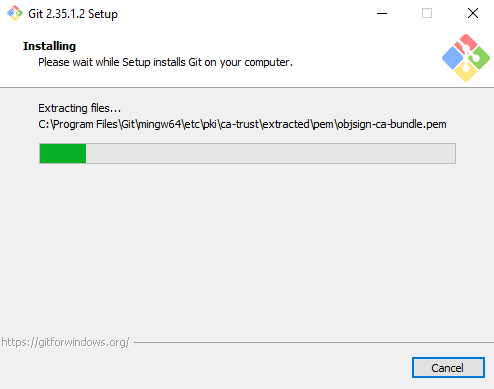 Git 2.35.1.2 Setup
Installing
Please wait while Setup installs Git on your computer.
Extracting files...
C:\Program Files\Git\mingw64\etc\pki\ca-trust\extracted\pem\objsign-ca-bundle.pem
https://gitforwindows.org/
Cancel